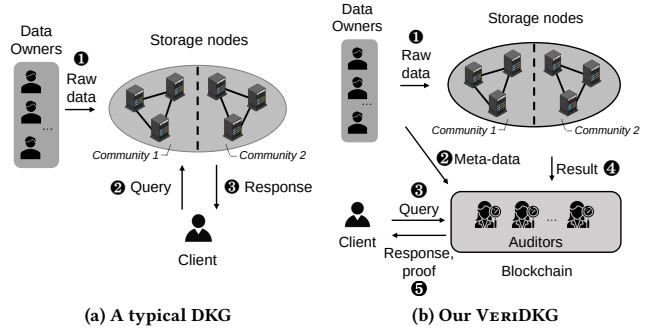 Data
Owners
...
❶
Raw
data
Storage nodes
Community 1
Community 2
❷ Query
❸ Response
Client
(a) A typical DKG
Data
Owners
...
❶
Raw
data
Storage nodes
Community 1
Community 2
❷ Meta-data
Result ❹
❸
Query
Client
Response,
proof
❺
...
Auditors
Blockchain
(b) Our VERIDKG